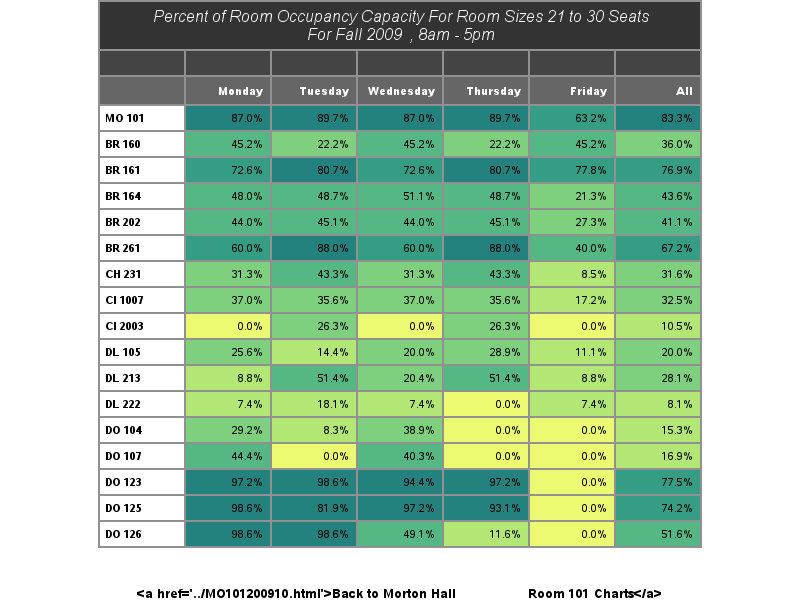 Percent of Room Occupancy Capacity For Room Sizes 21 to 30 Seats
For Fall 2009 , 8am - 5pm
Monday Tuesday Wednesday Thursday Friday All
MO 101 87.0% 89.7% 87.0% 89.7% 63.2% 83.3%
BR 160 45.2% 22.2% 45.2% 22.2% 45.2% 36.0%
BR 161 72.6% 80.7% 72.6% 80.7% 77.8% 76.9%
BR 164 48.0% 48.7% 51.1% 48.7% 21.3% 43.6%
BR 202 44.0% 45.1% 44.0% 45.1% 27.3% 41.1%
BR 261 60.0% 88.0% 60.0% 88.0% 40.0% 67.2%
CH 231 31.3% 43.3% 31.3% 43.3% 8.5% 31.6%
CI 1007 37.0% 35.6% 37.0% 35.6% 17.2% 32.5%
CI 2003 0.0% 26.3% 0.0% 26.3% 0.0% 10.5%
DL 105 25.6% 14.4% 20.0% 28.9% 11.1% 20.0%
DL 213 8.8% 51.4% 20.4% 51.4% 8.8% 28.1%
DL 222 7.4% 18.1% 7.4% 0.0% 7.4% 8.1%
DO 104 29.2% 8.3% 38.9% 0.0% 0.0% 15.3%
DO 107 44.4% 0.0% 40.3% 0.0% 0.0% 16.9%
DO 123 97.2% 98.6% 94.4% 97.2% 0.0% 77.5%
DO 125 98.6% 81.9% 97.2% 93.1% 0.0% 74.2%
DO 126 98.6% 98.6% 49.1% 11.6% 0.0% 51.6%
<a href='../MO101200910.html'>Back to Morton Hall Room 101 Charts</a>